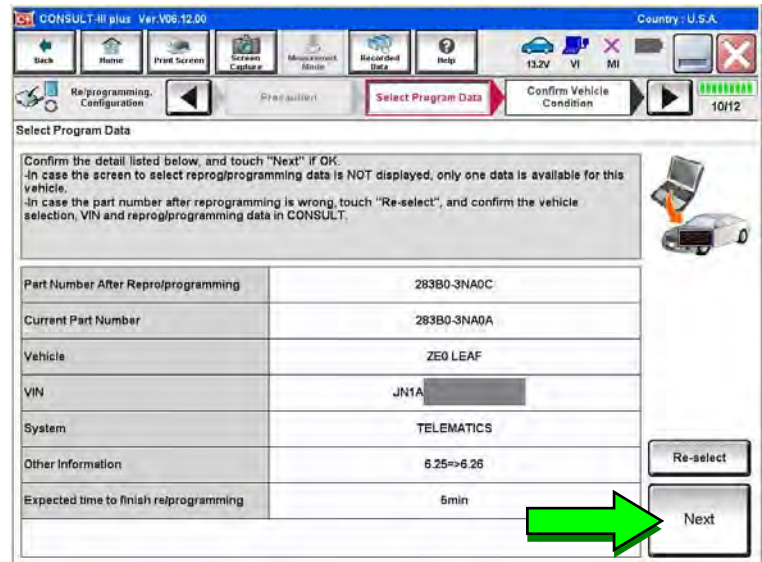 CONSULT-III plus Ver.V06.12.00 Country : U.S.A.
Back Home Print Screen Screen Capture Measurement Mode Recorded Data Help 13.2V VI MI
Re/programming, Configuration Precaution Select Program Data Confirm Vehicle Condition 10/12
Select Program Data
Confirm the detail listed below, and touch "Next" if OK.
-In case the screen to select reprog/programming data is NOT displayed, only one data is available for this
vehicle.
-In case the part number after reprogramming is wrong, touch "Re-select", and confirm the vehicle
selection, VIN and reprog/programming data in CONSULT.
Part Number After Repro/programming 283B0-3NA0C
Current Part Number 283B0-3NA0A
Vehicle ZE0 LEAF
VIN JN1A
System TELEMATICS
Other Information 6.25=>6.26
Expected time to finish re/programming 5min
Re-select
Next